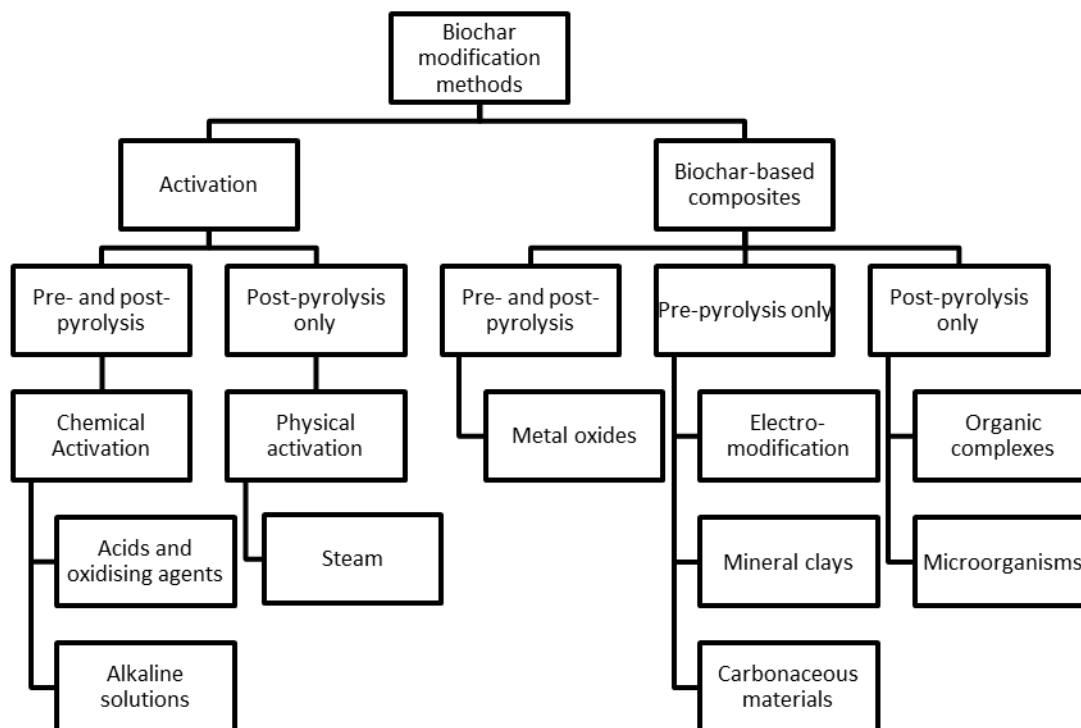 Biochar
modification
methods
Activation
Biochar-based
composites
Pre- and post-
pyrolysis
Post-pyrolysis
only
Pre- and post-
pyrolysis
Pre-pyrolysis only
Post-pyrolysis
only
Chemical
Activation
Physical
activation
Metal oxides
Electro-
modification
Organic
complexes
Acids and
oxidising agents
Steam
Mineral clays
Microorganisms
Alkaline
solutions
Carbonaceous
materials